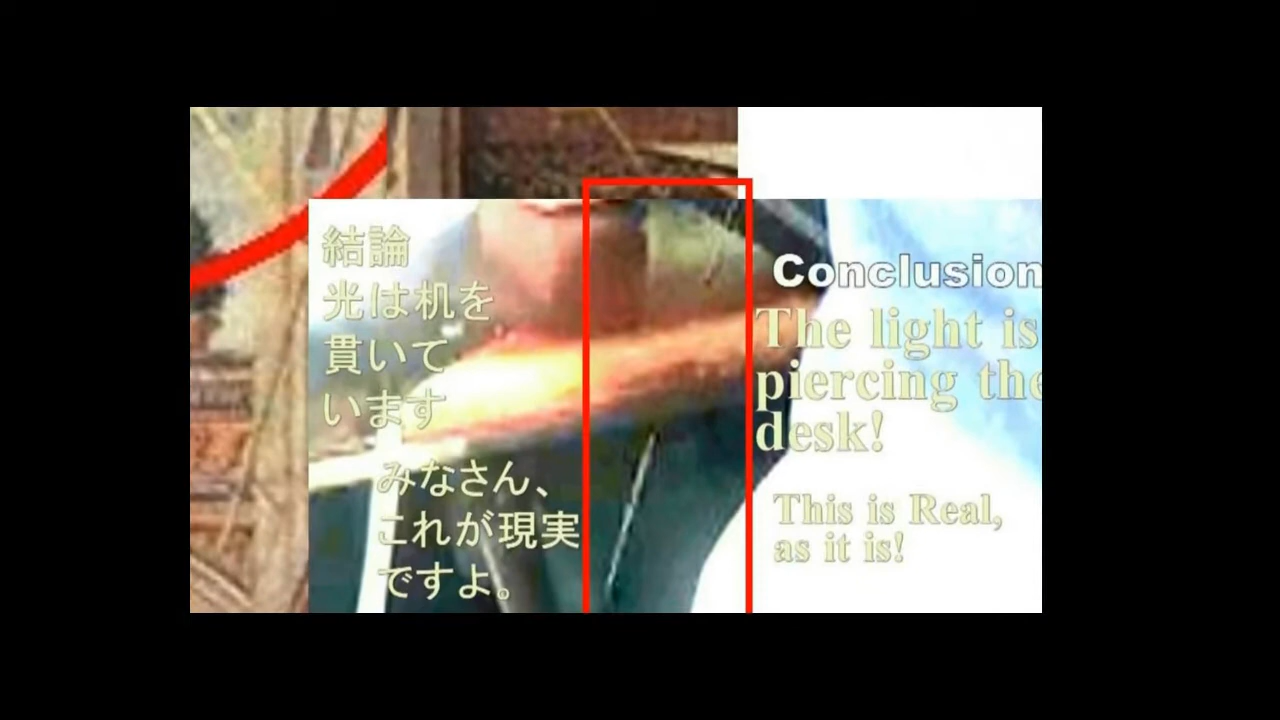 結論
光は机を
貫いて
います
みなさん、
これが現実
ですよ。
Conclusion
The light is
piercing the
desk!
This is Real,
as it is!